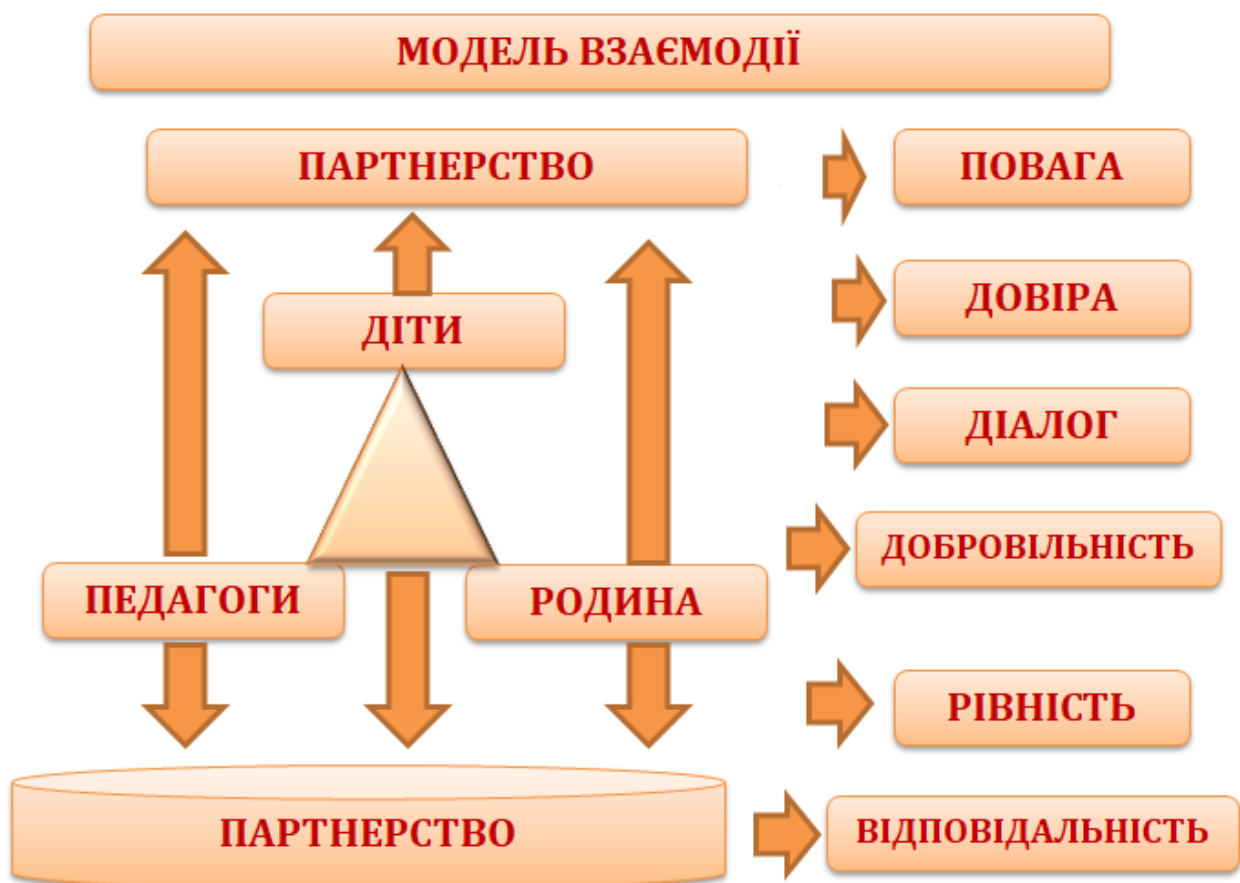 МОДЕЛЬ ВЗАЄМОДІЇ
ПАРТНЕРСТВО
ПОВАГА
ДІТИ
ДОВІРА
ДІАЛОГ
ПЕДАГОГИ
РОДИНА
ДОБРОВІЛЬНІСТЬ
РІВНІСТЬ
ПАРТНЕРСТВО
ВІДПОВІДАЛЬНІСТЬ